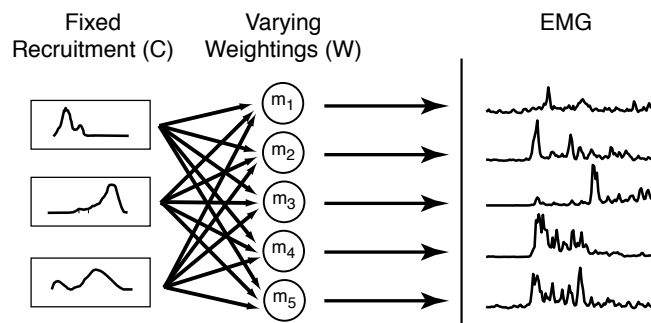 Fixed
Recruitment (C)
Varying
Weightings (W)
EMG
m1
m2
m3
m4
m5